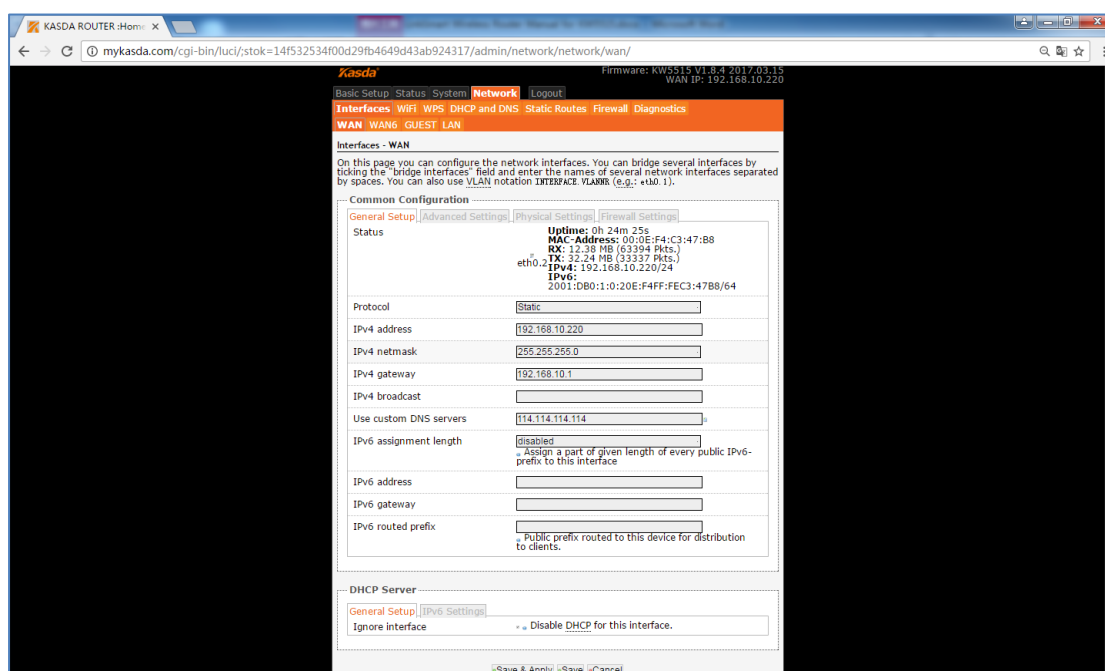 KASDA ROUTER :Home
mykasda.com/cgi-bin/luci/;stok=14f532534f00d29fb4649d43ab924317/admin/network/network/wan/
Kasda
Firmware: KW5515 V1.8.4 2017.03.15
WAN IP: 192.168.10.220
Basic Setup Status System Network Logout
Interfaces WiFi WPS DHCP and DNS Static Routes Firewall Diagnostics
WAN WAN6 GUEST LAN
Interfaces - WAN
On this page you can configure the network interfaces. You can bridge several interfaces by
ticking the "bridge interfaces" field and enter the names of several network interfaces separated
by spaces. You can also use VLAN notation INTERFACE.VLANNR (e.g.: eth0.1).
Common Configuration
General Setup Advanced Settings Physical Settings Firewall Settings
Status
eth0.2
Uptime: 0h 24m 25s
MAC-Address: 00:0E:F4:C3:47:B8
RX: 12.38 MB (63394 Pkts.)
TX: 32.24 MB (33337 Pkts.)
IPv4: 192.168.10.220/24
IPv6:
2001:DB0:1:0:20E:F4FF:FEC3:47B8/64
Protocol Static
IPv4 address 192.168.10.220
IPv4 netmask 255.255.255.0
IPv4 gateway 192.168.10.1
IPv4 broadcast
Use custom DNS servers 114.114.114.114
IPv6 assignment length disabled
Assign a part of given length of every public IPv6-
prefix to this interface
IPv6 address
IPv6 gateway
IPv6 routed prefix
Public prefix routed to this device for distribution
to clients.
DHCP Server
General Setup IPv6 Settings
Ignore interface Disable DHCP for this interface.
Save & Apply Save Cancel